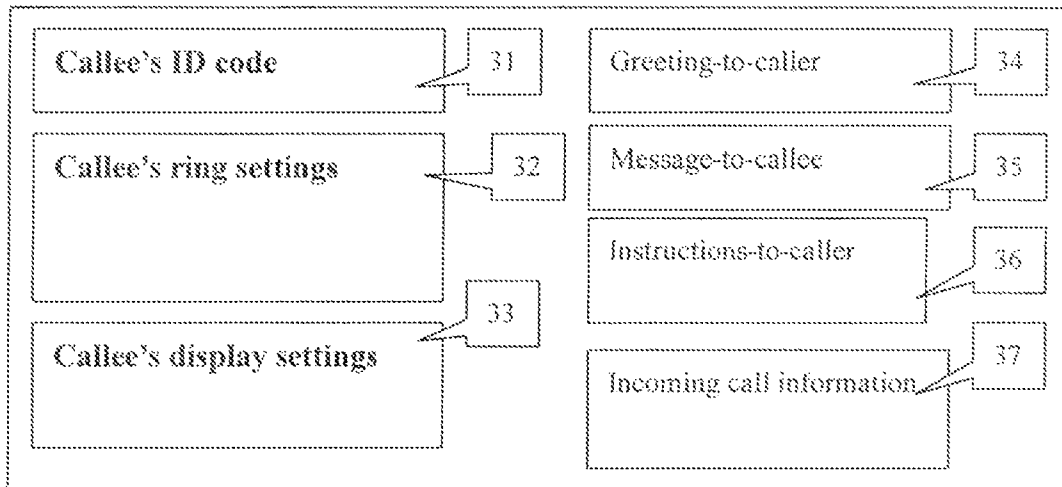 Callee's ID code
31
Callee's ring settings
32
Callee's display settings
33
Greeting-to-caller
34
Message-to-callee
35
Instructions-to-caller
36
Incoming call information
37